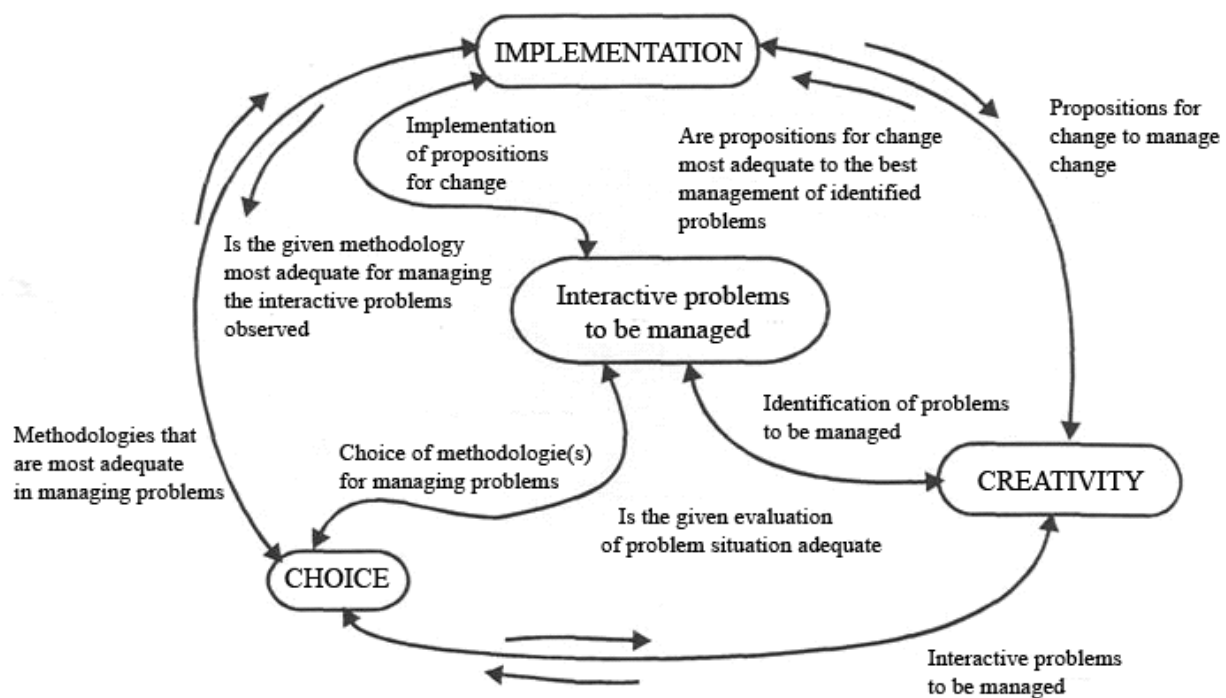 IMPLEMENTATION
Implementation
of propositions
for change
Are propositions for change
most adequate to the best
management of identified
problems
Propositions for
change to manage
change
Is the given methodology
most adequate for managing
the interactive problems
observed
Interactive problems
to be managed
Methodologies that
are most adequate
in managing problems
Choice of methodologie(s)
for managing problems
Identification of problems
to be managed
CREATIVITY
Is the given evaluation
of problem situation adequate
CHOICE
Interactive problems
to be managed